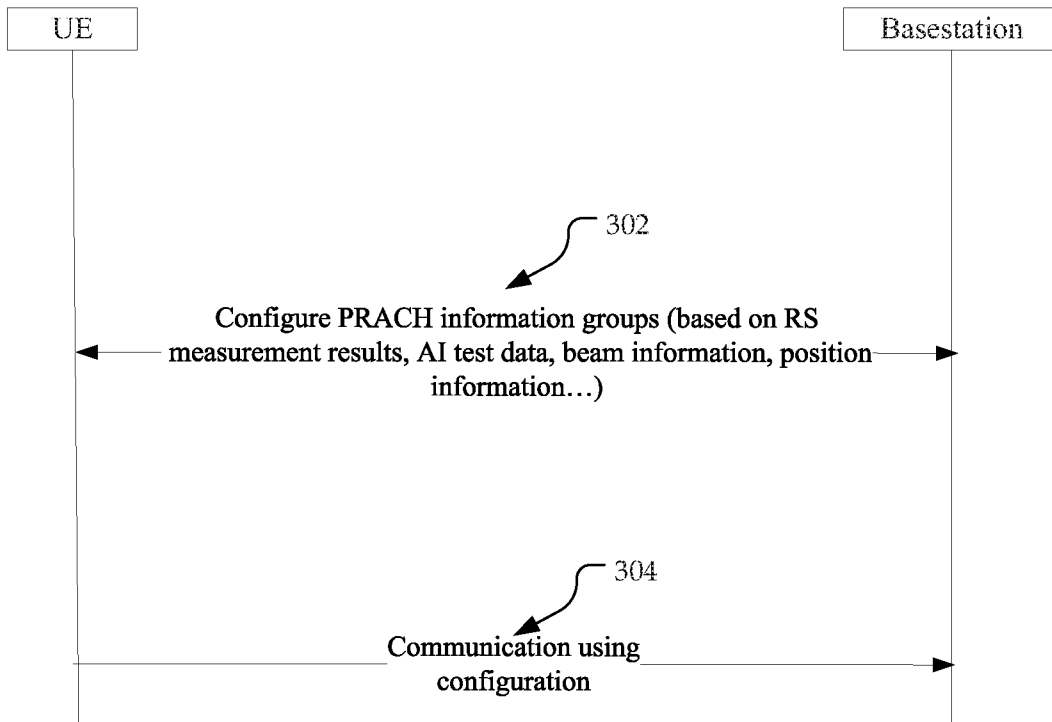 UE
Basestation
302
Configure PRACH information groups (based on RS
measurement results, AI test data, beam information, position
information…)
304
Communication using
configuration